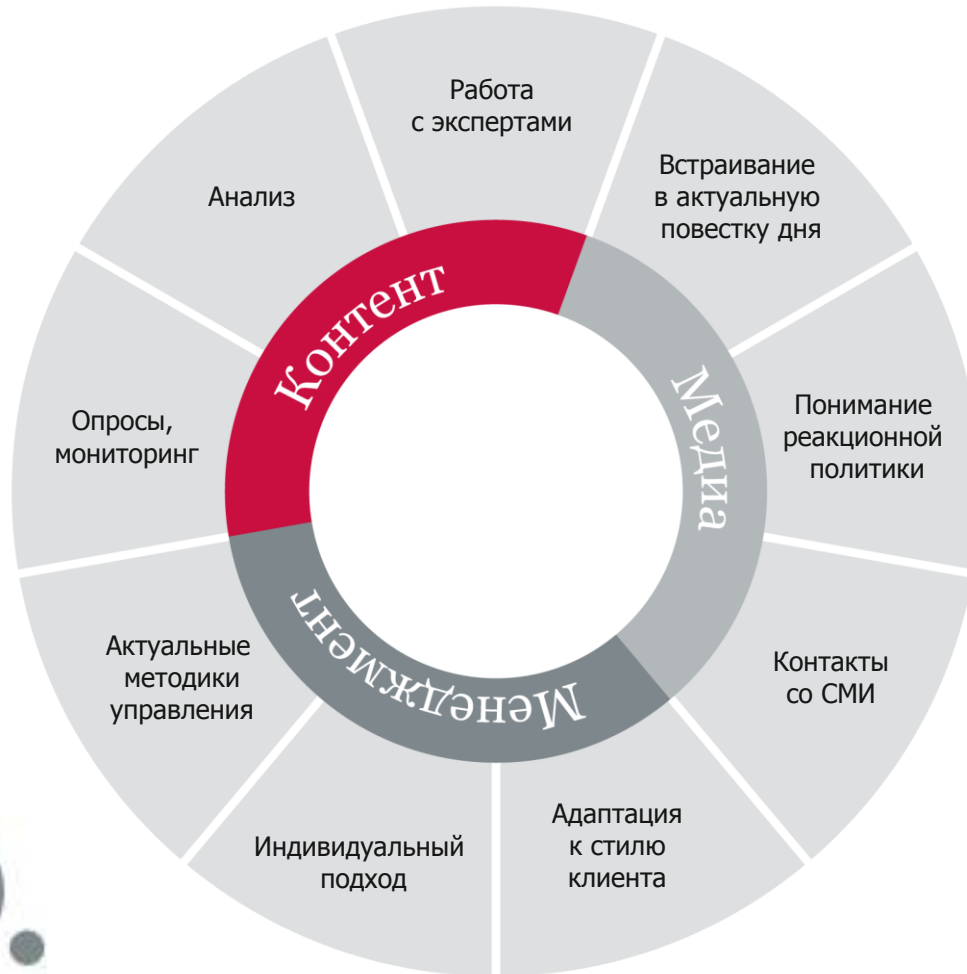 Работа
с экспертами
Встраивание
в актуальную
повестку дня
Понимание
реакционной
политики
Контакты
со СМИ
Адаптация
к стилю
клиента
Индивидуальный
подход
Актуальные
методики
управления
Опросы,
мониторинг
Анализ
Контент
Медиа
Менеджмент